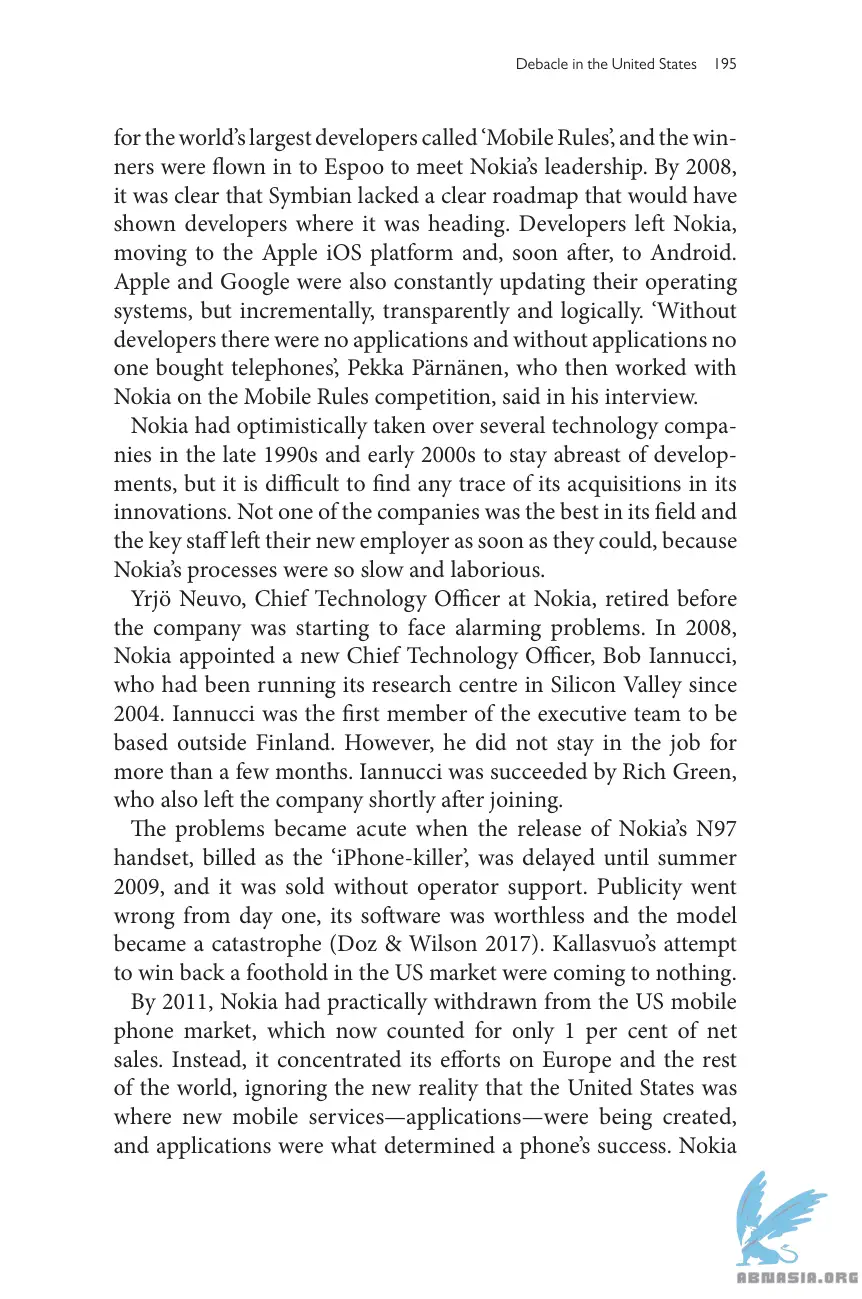 Debacle in the United States 195
for the world’s largest developers called ‘Mobile Rules’, and the win-
ners were flown in to Espoo to meet Nokia’s leadership. By 2008,
it was clear that Symbian lacked a clear roadmap that would have
shown developers where it was heading. Developers left Nokia,
moving to the Apple iOS platform and, soon after, to Android.
Apple and Google were also constantly updating their operating
systems, but incrementally, transparently and logically. ‘Without
developers there were no applications and without applications no
one bought telephones’, Pekka Pärnänen, who then worked with
Nokia on the Mobile Rules competition, said in his interview.
Nokia had optimistically taken over several technology compa-
nies in the late 1990s and early 2000s to stay abreast of develop-
ments, but it is difficult to find any trace of its acquisitions in its
innovations. Not one of the companies was the best in its field and
the key staff left their new employer as soon as they could, because
Nokia’s processes were so slow and laborious.
Yrjö Neuvo, Chief Technology Officer at Nokia, retired before
the company was starting to face alarming problems. In 2008,
Nokia appointed a new Chief Technology Officer, Bob Iannucci,
who had been running its research centre in Silicon Valley since
2004. Iannucci was the first member of the executive team to be
based outside Finland. However, he did not stay in the job for
more than a few months. Iannucci was succeeded by Rich Green,
who also left the company shortly after joining.
The problems became acute when the release of Nokia’s N97
handset, billed as the ‘iPhone-killer’, was delayed until summer
2009, and it was sold without operator support. Publicity went
wrong from day one, its software was worthless and the model
became a catastrophe (Doz & Wilson 2017). Kallasvuo’s attempt
to win back a foothold in the US market were coming to nothing.
By 2011, Nokia had practically withdrawn from the US mobile
phone market, which now counted for only 1 per cent of net
sales. Instead, it concentrated its efforts on Europe and the rest
of the world, ignoring the new reality that the United States was
where new mobile services—applications—were being created,
and applications were what determined a phone’s success. Nokia
ABNASIA.ORG